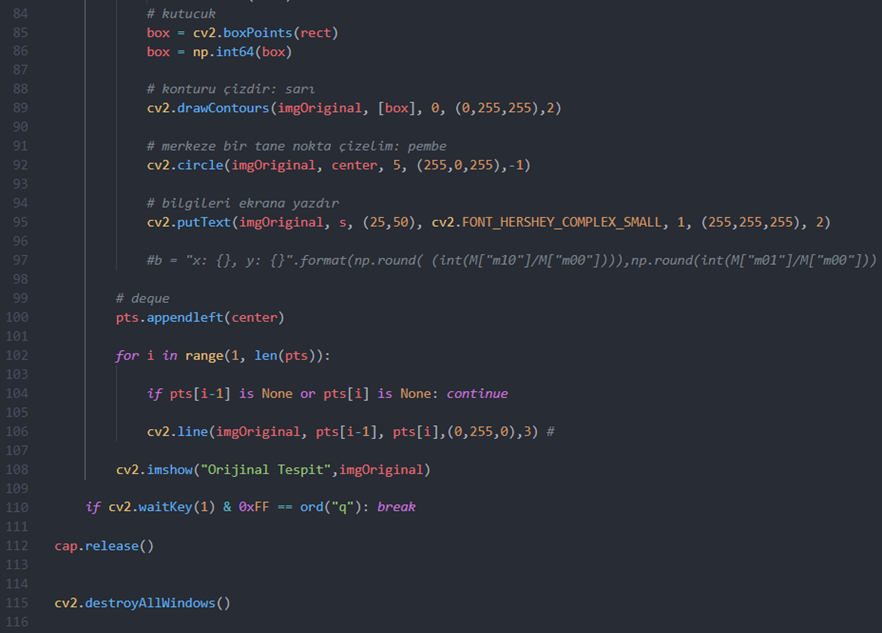 84 # kutucuk
85 box = cv2.boxPoints(rect)
86 box = np.int64(box)
87
88 # konturu çizdir: sarı
89 cv2.drawContours(imgOriginal, [box], 0, (0,255,255),2)
90
91 # merkeze bir tane nokta çizelim: pembe
92 cv2.circle(imgOriginal, center, 5, (255,0,255),-1)
93
94 # bilgileri ekrana yazdır
95 cv2.putText(imgOriginal, s, (25,50), cv2.FONT_HERSHEY_COMPLEX_SMALL, 1, (255,255,255), 2)
96
97 #b = "x: {}, y: {}".format(np.round( (int(M["m10"]/M["m00"]))),np.round(int(M["m01"]/M["m00"]))
98
99 # deque
100 pts.appendleft(center)
101
102 for i in range(1, len(pts)):
103
104 if pts[i-1] is None or pts[i] is None: continue
105
106 cv2.line(imgOriginal, pts[i-1], pts[i],(0,255,0),3) #
107
108 cv2.imshow("Orijinal Tespit",imgOriginal)
109
110 if cv2.waitKey(1) & 0xFF == ord("q"): break
111
112 cap.release()
113
114
115 cv2.destroyAllWindows()
116